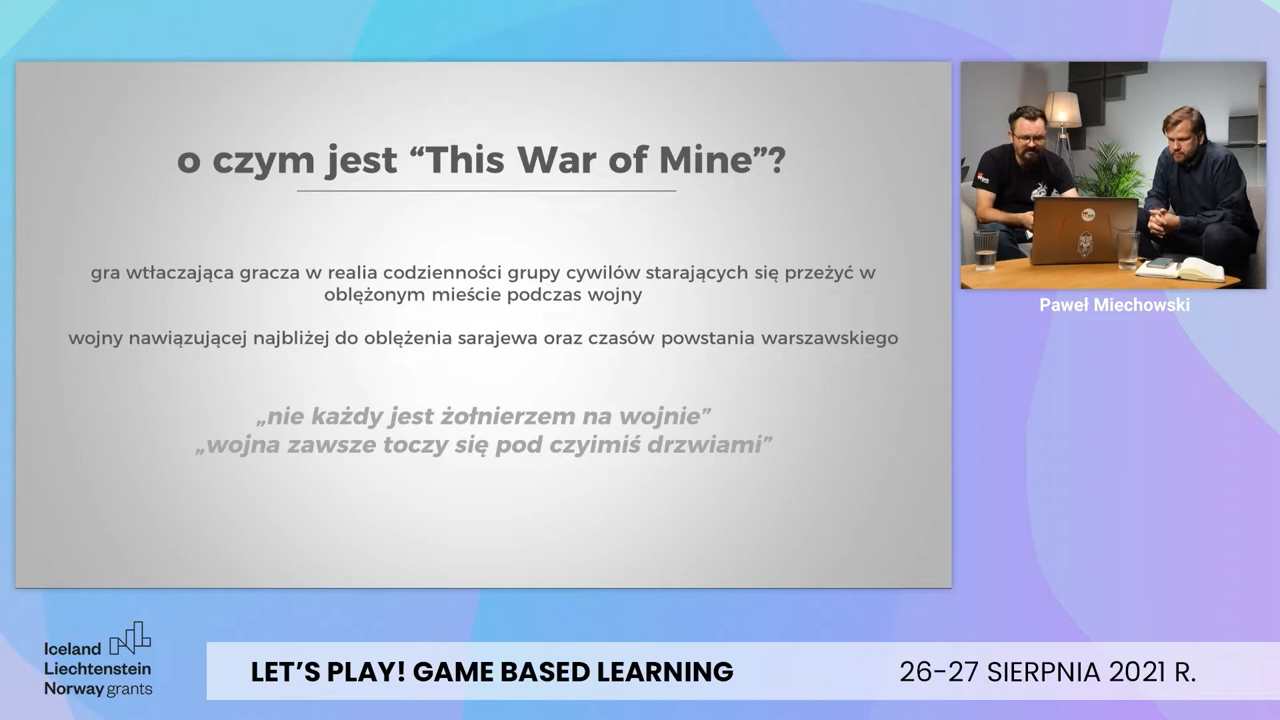 o czym jest “This War of Mine”?
gra wtłaczająca gracza w realia codzienności grupy cywilów starających się przeżyć w
oblężonym mieście podczas wojny
wojny nawiązującej najbliżej do oblężenia sarajewa oraz czasów powstania warszawskiego
„nie każdy jest żołnierzem na wojnie”
„wojna zawsze toczy się pod czyimiś drzwiami”
Paweł Miechowski
Iceland
Liechtenstein
Norway grants
LET’S PLAY! GAME BASED LEARNING
26-27 SIERPNIA 2021 R.